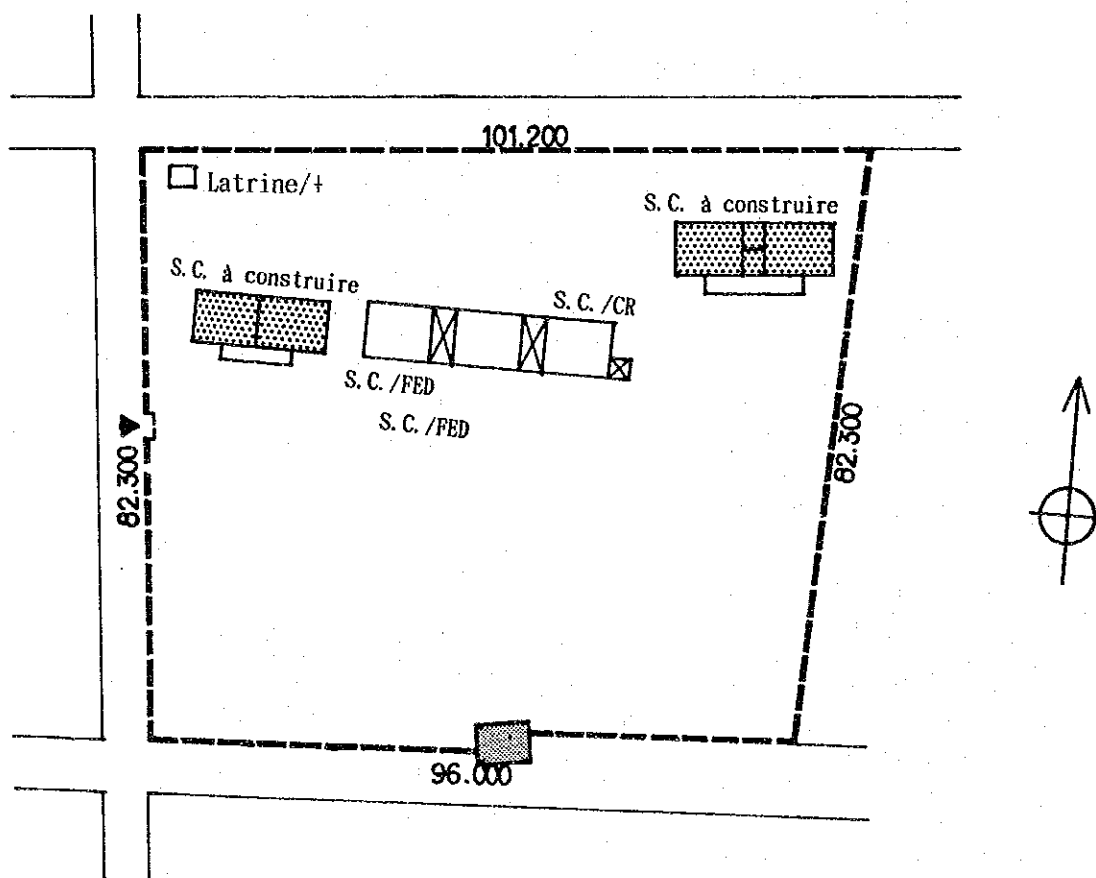 101.200
Latrine/+
S.C. à construire
S.C. à construire
S.C./CR
S.C./FED
S.C./FED
82.300
82.300
96.000